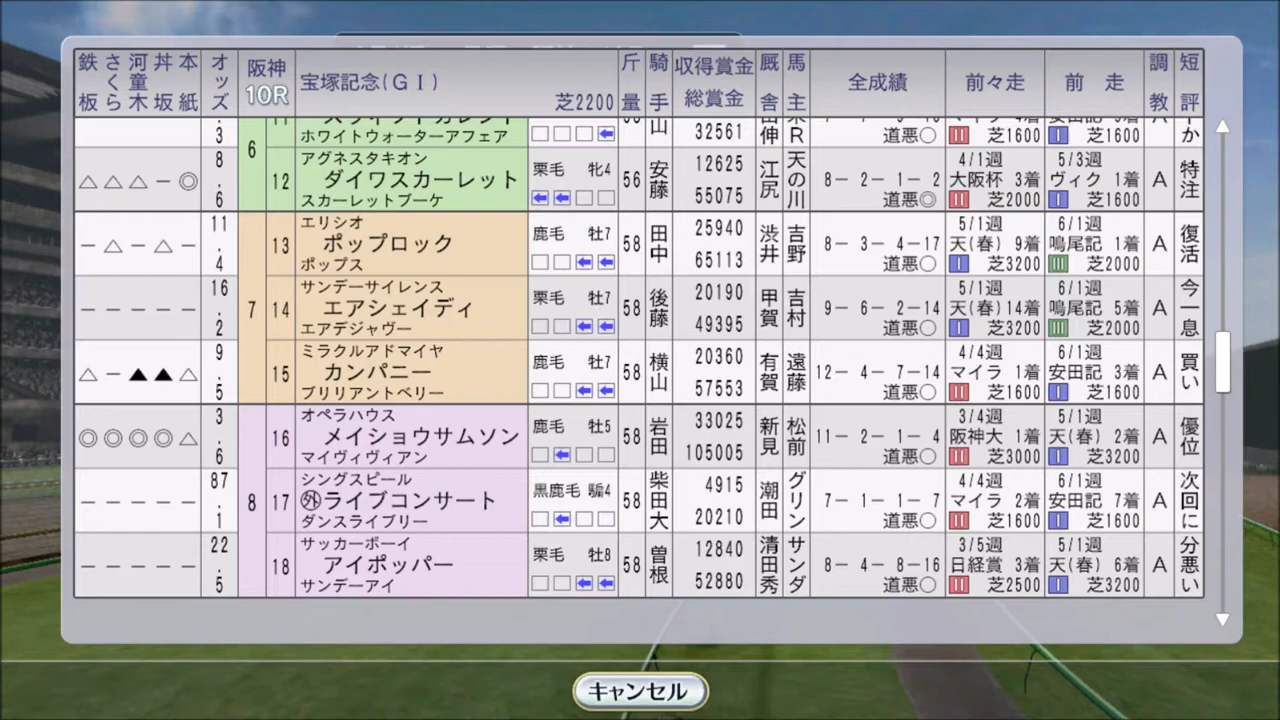 鉄板 さくら 河童木 丼坂 本紙 オッズ 阪神10R 宝塚記念(GⅠ) 芝2200 斤量 騎手 収得賞金 総賞金 厩舎 馬主 全成績 前々走 前 走 調教 短評
.3 6 ホワイトウォーターアフェア 山 32561 伸 R 道悪○ Ⅱ 芝1600 Ⅰ 芝1600 か
△ △ △ − ◎ 8.6 12 アグネスタキオン ダイワスカーレット スカーレットブーケ 栗毛 牝4 56 安藤 12625 55075 江尻 天の川 8−2−1−2 道悪◎ 4/1週 大阪杯 3着 Ⅱ 芝2000 5/3週 ヴィク 1着 Ⅰ 芝1600 A 特注
− △ − △ − 11.4 7 13 エリシオ ポップロック ポップス 鹿毛 牡7 58 田中 25940 65113 渋井 吉野 8−3−4−17 道悪○ 5/1週 天(春) 9着 Ⅰ 芝3200 6/1週 鳴尾記 1着 Ⅲ 芝2000 A 復活
− − − − − 16.2 14 サンデーサイレンス エアシェイディ エアデジャヴー 栗毛 牡7 58 後藤 20190 49395 甲賀 吉村 9−6−2−14 道悪○ 5/1週 天(春)14着 Ⅰ 芝3200 6/1週 鳴尾記 5着 Ⅲ 芝2000 A 今一息
△ − ▲ ▲ △ 9.5 15 ミラクルアドマイヤ カンパニー ブリリアントベリー 鹿毛 牡7 58 横山 20360 57553 有賀 遠藤 12−4−7−14 道悪○ 4/4週 マイラ 1着 Ⅱ 芝1600 6/1週 安田記 3着 Ⅰ 芝1600 A 買い
◎ ◎ ◎ ◎ △ 3.6 8 16 オペラハウス メイショウサムソン マイヴィヴィアン 鹿毛 牡5 58 岩田 33025 105005 新見 松前 11−2−1−4 道悪○ 3/4週 阪神大 1着 Ⅱ 芝3000 5/1週 天(春) 2着 Ⅰ 芝3200 A 優位
− − − − − 87.1 17 シングスピール 外ライブコンサート ダンスライブリー 黒鹿毛 騸4 58 柴田大 4915 20210 潮田 グリーン 7−1−1−7 道悪○ 4/4週 マイラ 2着 Ⅱ 芝1600 6/1週 安田記 7着 Ⅰ 芝1600 A 次回に
− − − − − 22.5 18 サッカーボーイ アイポッパー サンデーアイ 栗毛 牡8 58 曽根 12840 52880 清田秀 サンダ 8−4−8−16 道悪○ 3/5週 日経賞 3着 Ⅱ 芝2500 5/1週 天(春) 6着 Ⅰ 芝3200 A 分悪い
キャンセル